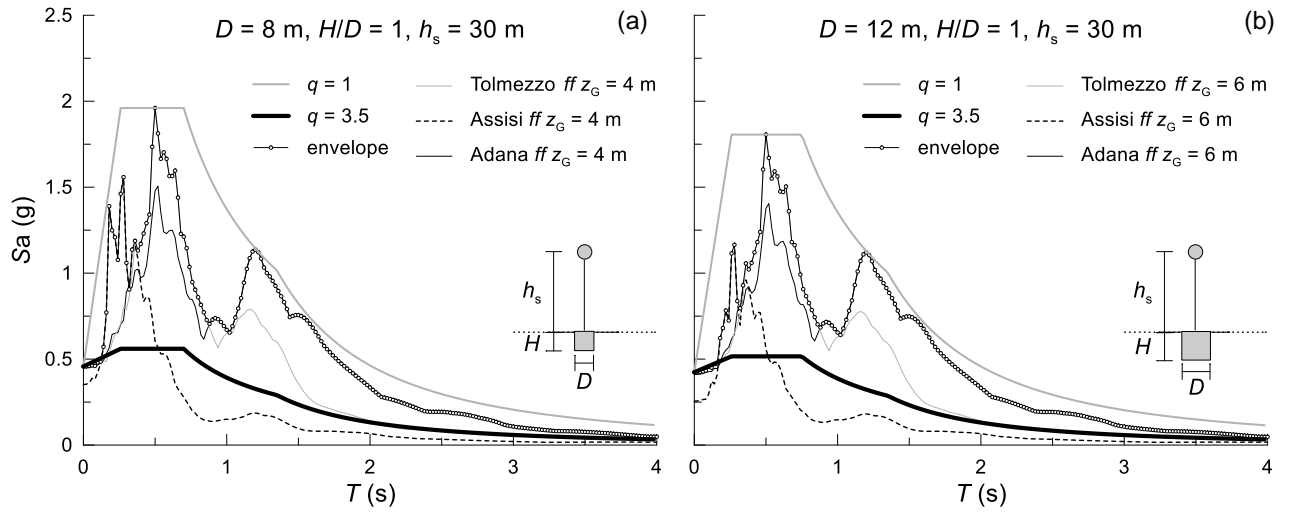 (a)
D = 8 m, H/D = 1, hs = 30 m
q = 1
q = 3.5
envelope
Tolmezzo ff zG = 4 m
Assisi ff zG = 4 m
Adana ff zG = 4 m
2.5
2
1.5
1
0.5
0
Sa (g)
hs
H
D
0 1 2 3 4
T (s)
(b)
D = 12 m, H/D = 1, hs = 30 m
q = 1
q = 3.5
envelope
Tolmezzo ff zG = 6 m
Assisi ff zG = 6 m
Adana ff zG = 6 m
hs
H
D
0 1 2 3 4
T (s)